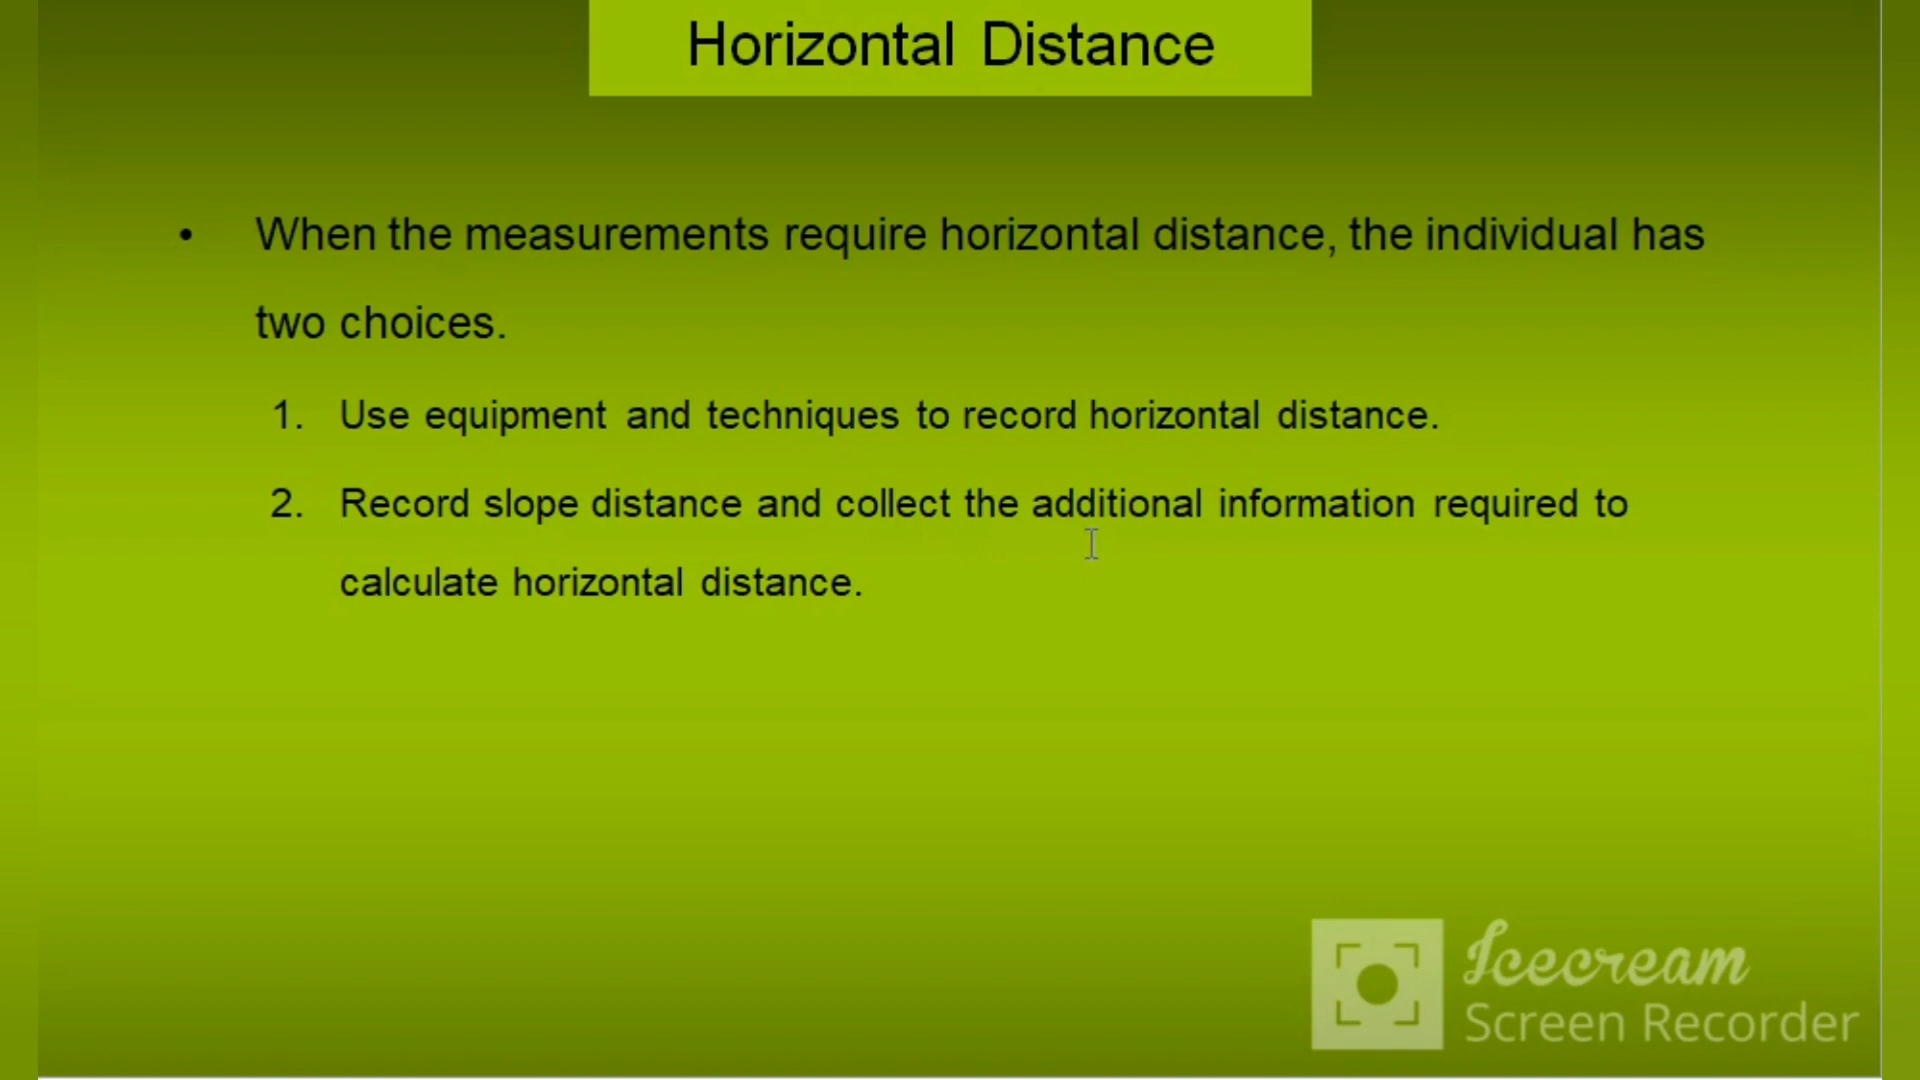 Horizontal Distance
• When the measurements require horizontal distance, the individual has
two choices.
1. Use equipment and techniques to record horizontal distance.
2. Record slope distance and collect the additional information required to
calculate horizontal distance.
Icecream
Screen Recorder